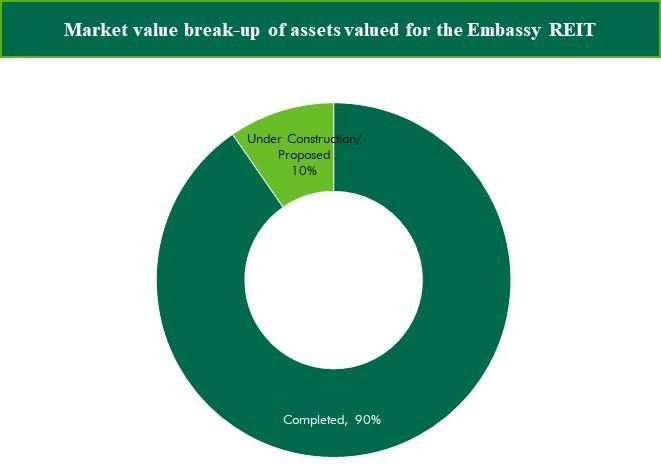 Market value break-up of assets valued for the Embassy REIT
Under Construction/
Proposed
10%
Completed, 90%